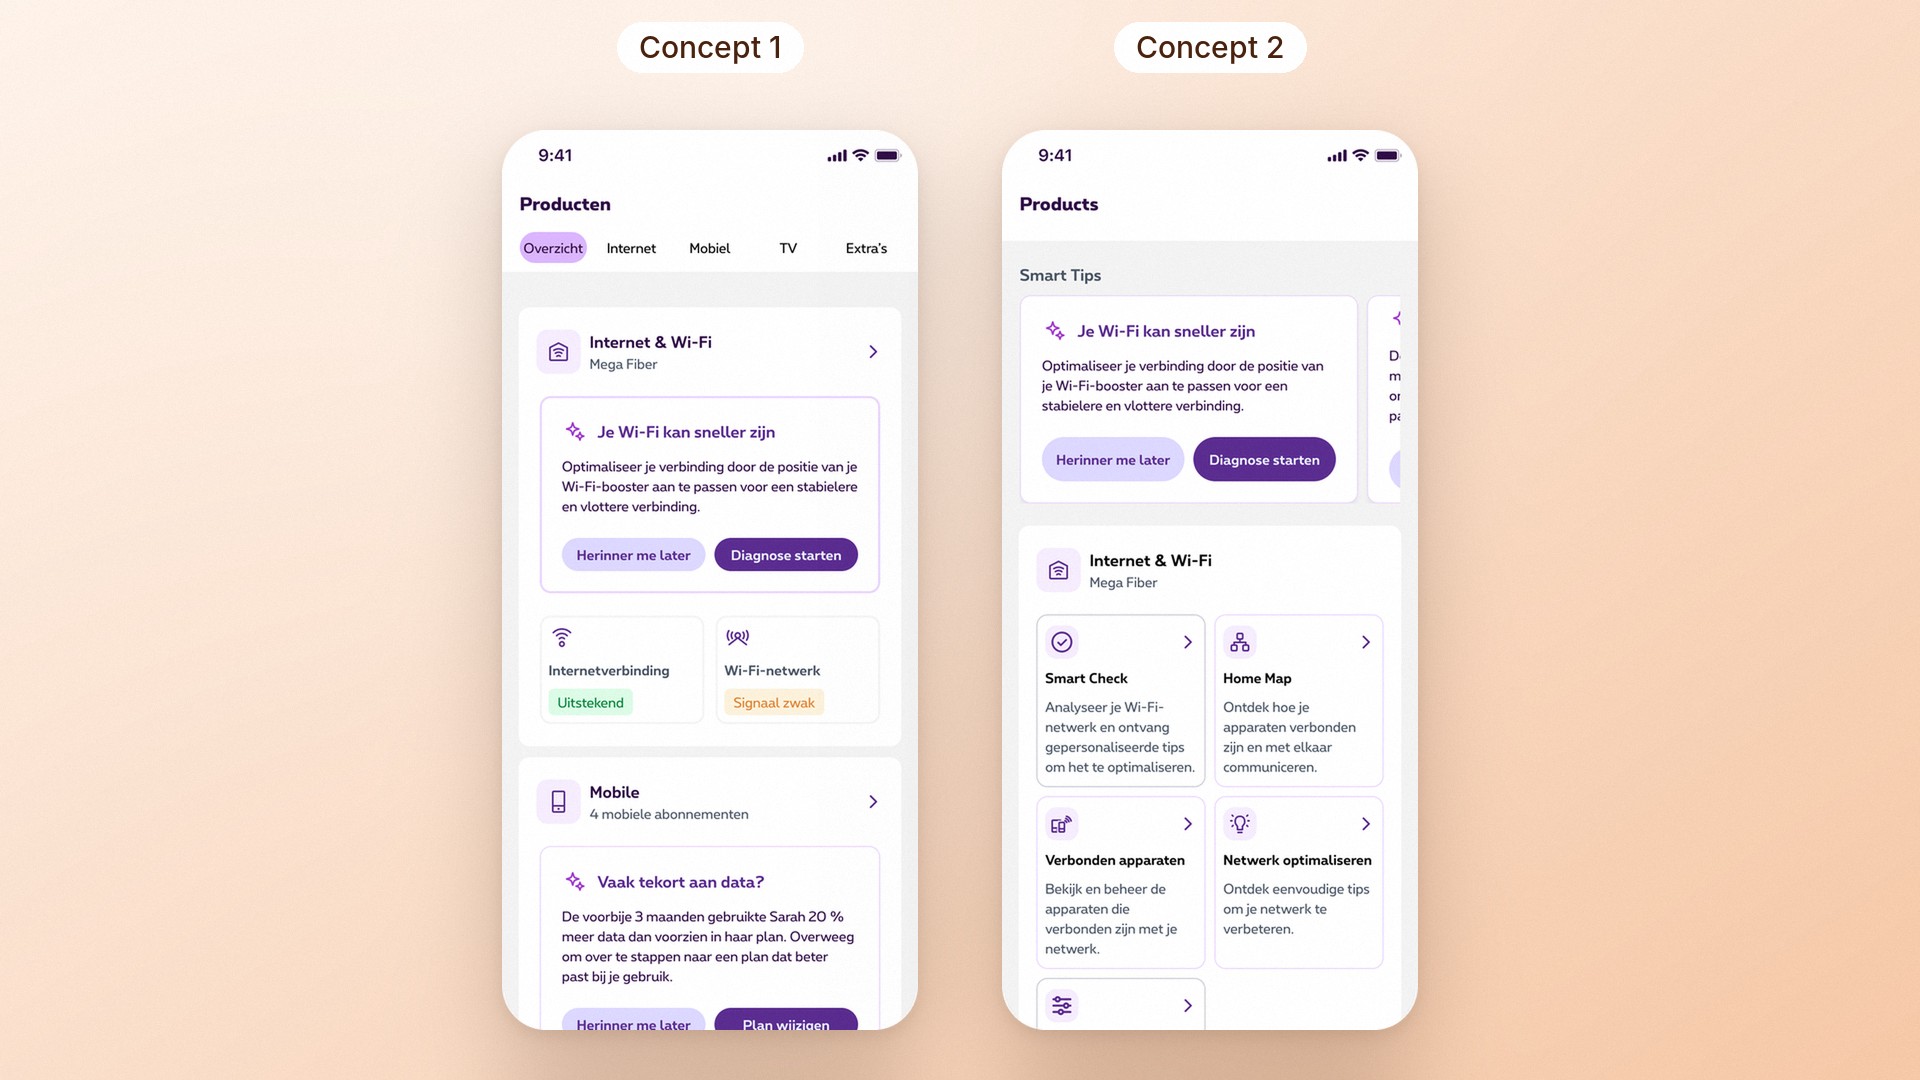 Concept 1
9:41
Producten
Overzicht
Internet
Mobiel
TV
Extra's
Internet & Wi-Fi
Mega Fiber
Je Wi-Fi kan sneller zijn
Optimaliseer je verbinding door de positie van je
Wi-Fi-booster aan te passen voor een stabielere
en vlottere verbinding.
Herinner me later
Diagnose starten
Internetverbinding
Uitstekend
Wi-Fi-netwerk
Signaal zwak
Mobile
4 mobiele abonnementen
Vaak tekort aan data?
De voorbije 3 maanden gebruikte Sarah 20 %
meer data dan voorzien in haar plan. Overweeg
om over te stappen naar een plan dat beter
past bij je gebruik.
Herinner me later
Plan wijzigen
Concept 2
9:41
Products
Smart Tips
Je Wi-Fi kan sneller zijn
Optimaliseer je verbinding door de positie van
je Wi-Fi-booster aan te passen voor een
stabielere en vlottere verbinding.
Herinner me later
Diagnose starten
Internet & Wi-Fi
Mega Fiber
Smart Check
Analyseer je Wi-Fi-
netwerk en ontvang
gepersonaliseerde tips
om het te optimaliseren.
Home Map
Ontdek hoe je
apparaten verbonden
zijn en met elkaar
communiceren.
Verbonden apparaten
Bekijk en beheer de
apparaten die
verbonden zijn met je
netwerk.
Netwerk optimaliseren
Ontdek eenvoudige tips
om je netwerk te
verbeteren.